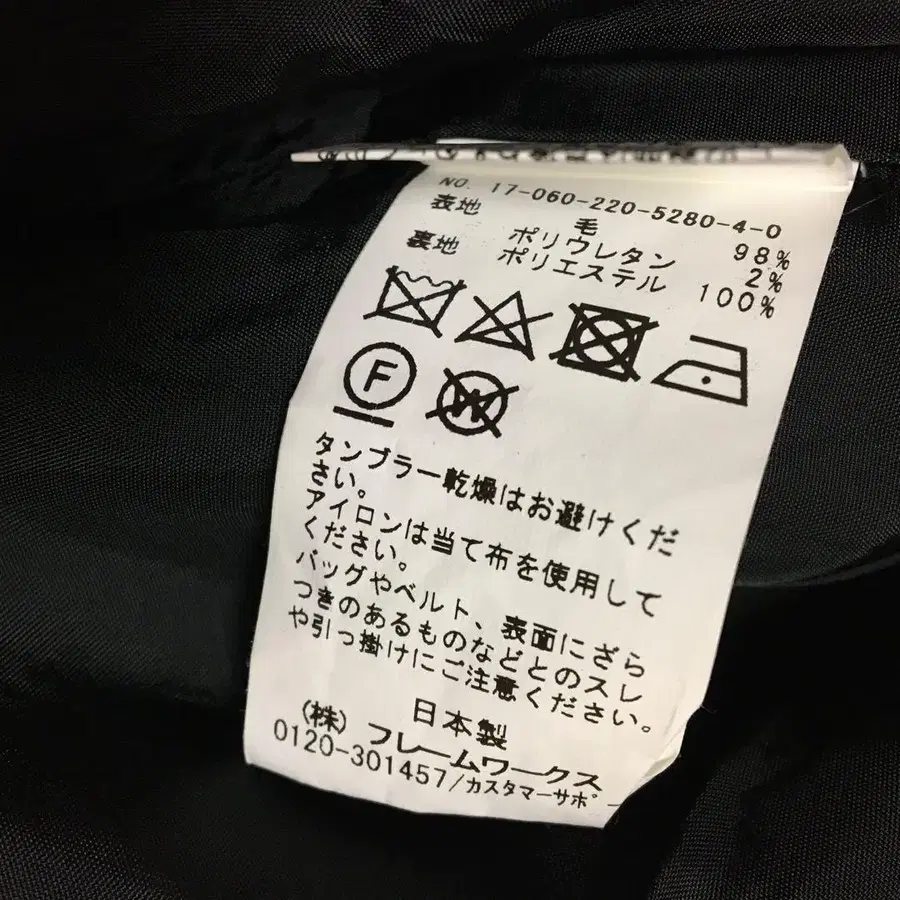 NO. 17-060-220-5280-4-0
表地 毛 98%
ポリウレタン 2%
裏地 ポリエステル 100%
F
W
タンブラー乾燥はお避けくだ
さい。
アイロンは当て布を使用して
ください。
バッグやベルト、表面にざら
つきのあるものなどとのスレ
や引っ掛けにご注意ください。
日本製
(株) フレームワークス
0120-301457/カスタマーサポー